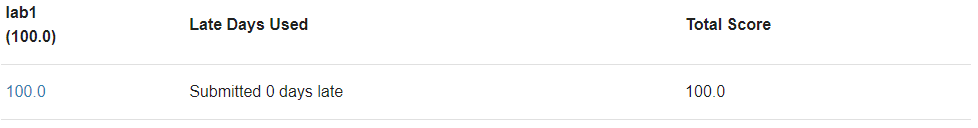 lab1
(100.0)
Late Days Used
Total Score
100.0
Submitted 0 days late
100.0